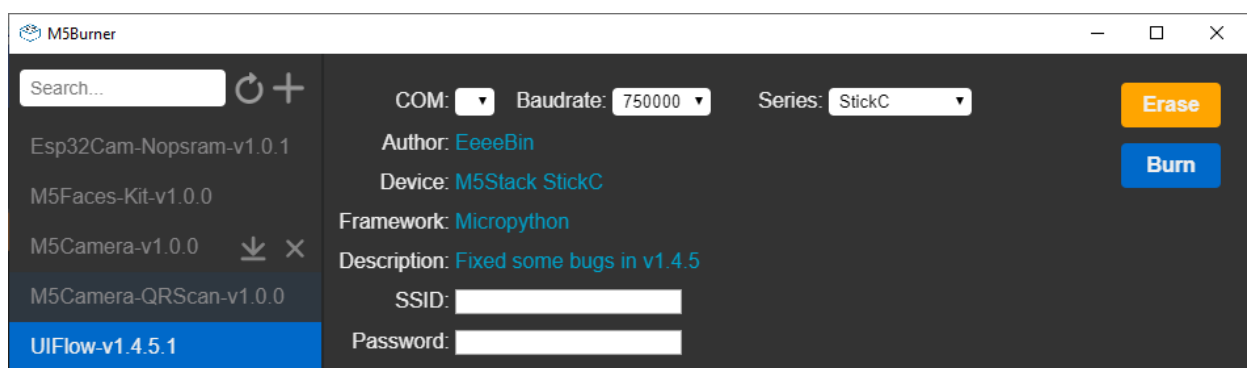 M5Burner
Search...
Esp32Cam-Nopsram-v1.0.1
M5Faces-Kit-v1.0.0
M5Camera-v1.0.0
M5Camera-QRScan-v1.0.0
UIFlow-v1.4.5.1
COM: Baudrate: 750000 Series: StickC
Author: EeeeBin
Device: M5Stack StickC
Framework: Micropython
Description: Fixed some bugs in v1.4.5
SSID:
Password:
Erase
Burn